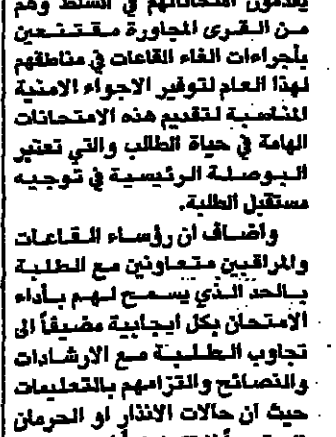 يقدمون امتحاناتهم في السلط وهم
من القرى المجاورة مقتنعين
بأجراءات الغاء القاعات في مناطقهم
لهذا العام لتوفير الاجواء الامنية
المناسبة لتقديم هذه الامتحانات
الهامة في حياة الطالب والتي تعتبر
البوصلة الرئيسية في توجيه
مستقبل الطلبة.
واضاف ان رؤساء القاعات
والمراقبين متعاونين مع الطلبة
بالحد الذي يسمح لهم بأداء
الامتحان بكل ايجابية مضيفاً الى
تجاوب الطلبة مع الارشادات
والنصائح والتزامهم بالتعليمات
حيث ان حالات الانذار او الحرمان